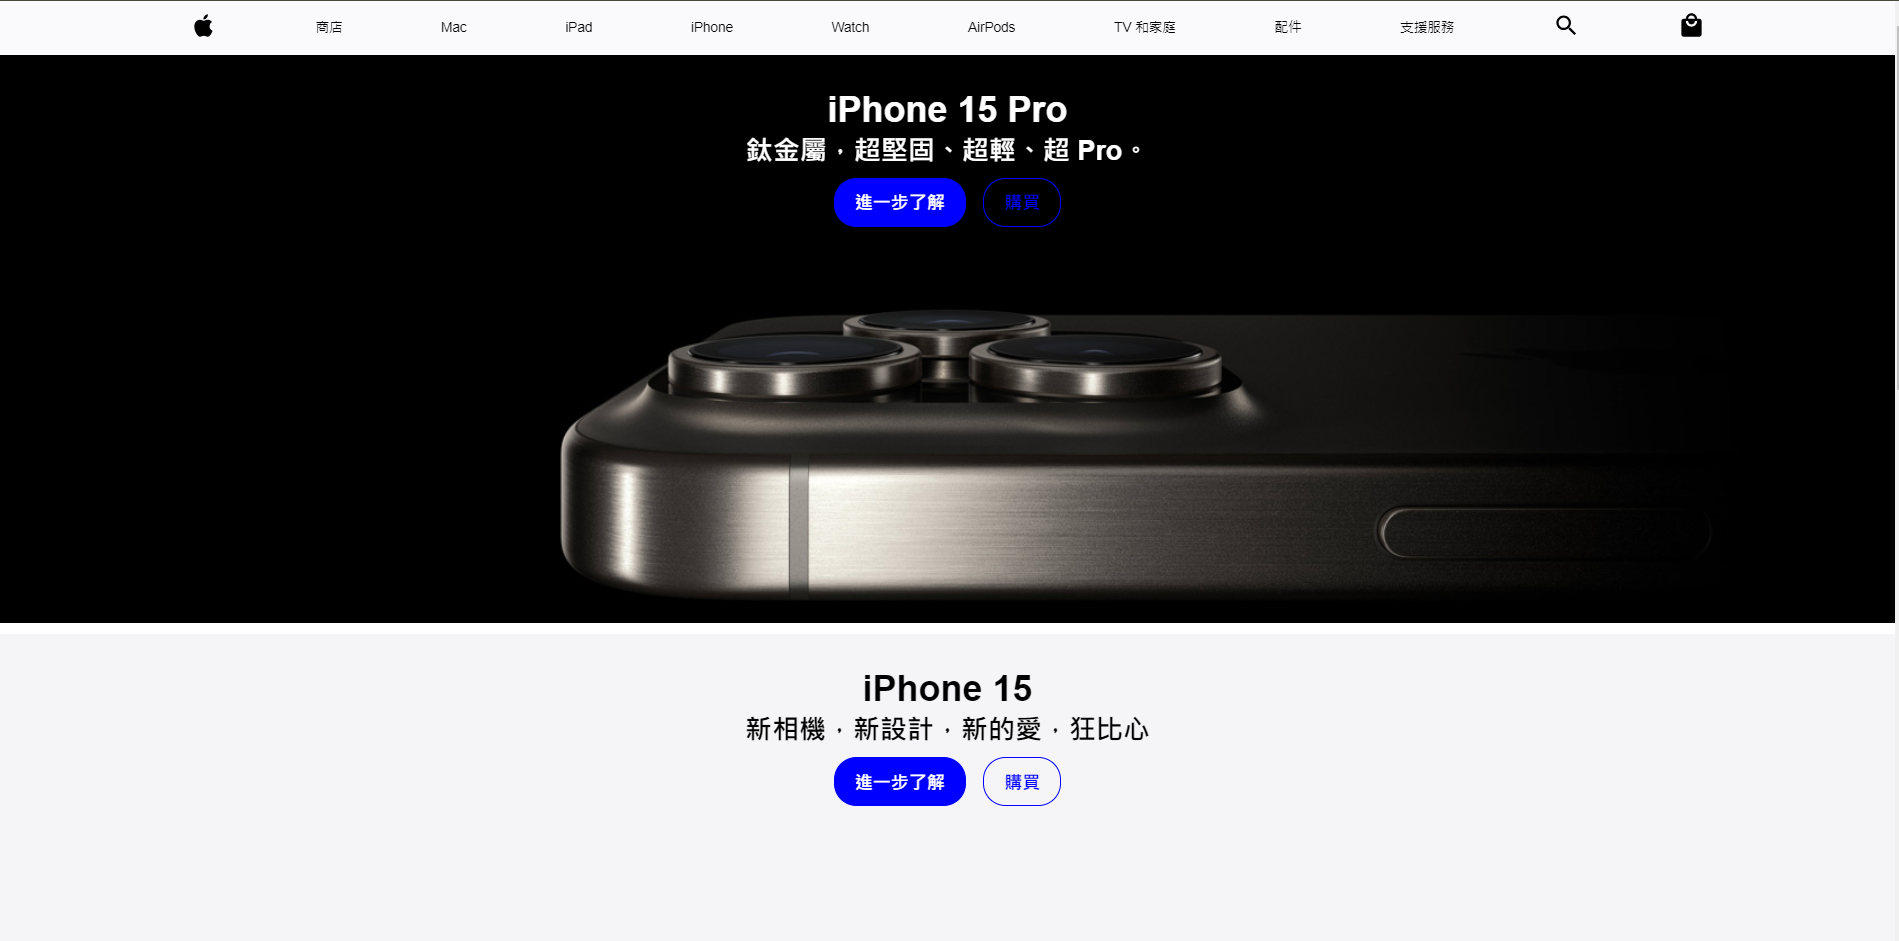 商店 Mac iPad iPhone Watch AirPods TV 和家庭 配件 支援服務
iPhone 15 Pro
鈦金屬，超堅固、超輕、超 Pro。
進一步了解 購買
iPhone 15
新相機，新設計，新的愛，狂比心
進一步了解 購買